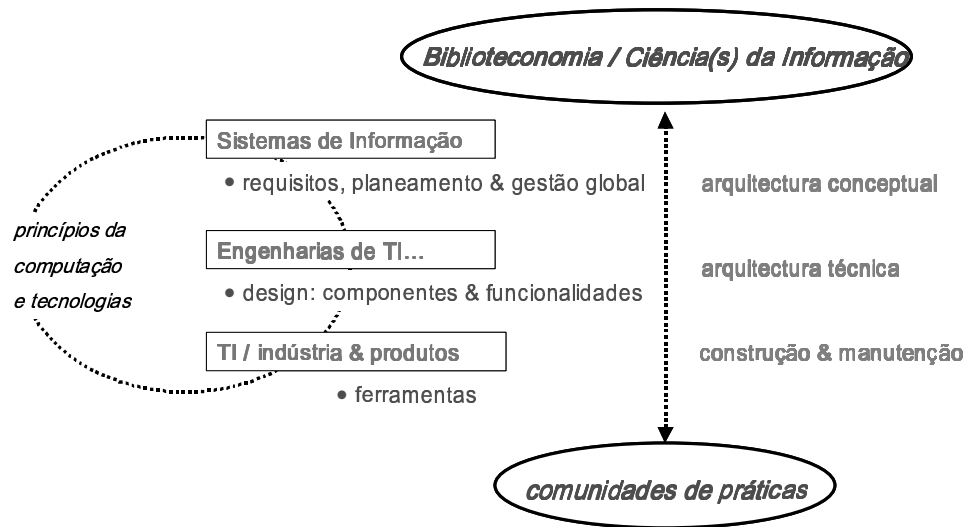 Biblioteconomia / Ciência(s) da Informação
Sistemas de Informação
• requisitos, planeamento & gestão global
arquitectura conceptual
princípios da
computação
e tecnologias
Engenharias de TI...
arquitectura técnica
• design: componentes & funcionalidades
TI / indústria & produtos
construção & manutenção
• ferramentas
comunidades de práticas